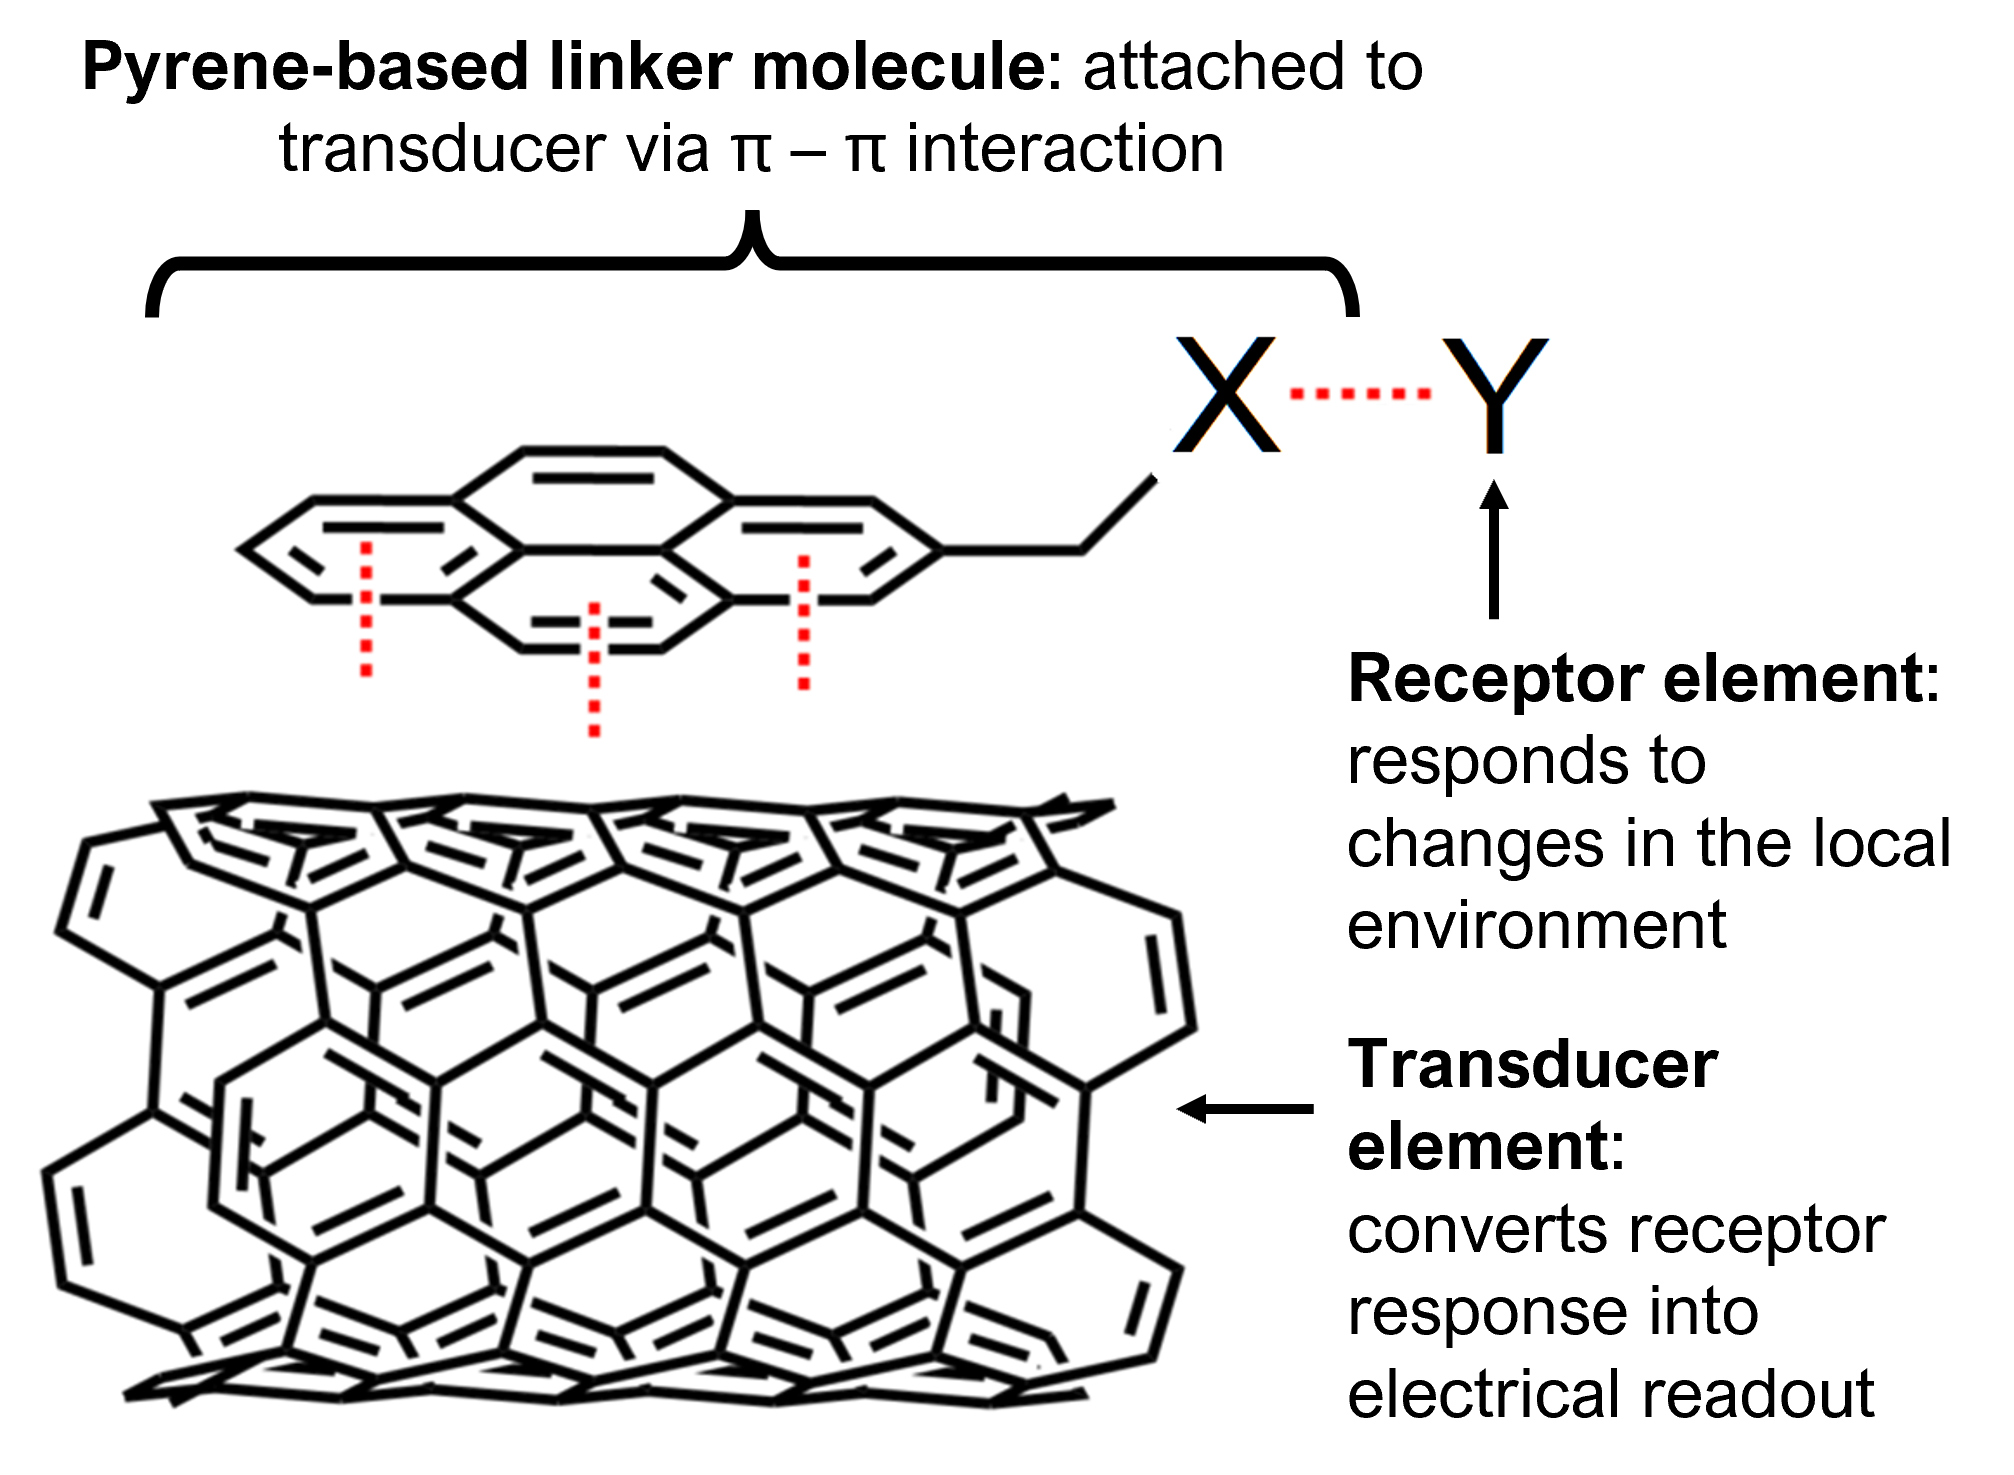 Pyrene-based linker molecule: attached to
transducer via π – π interaction
X Y
Receptor element:
responds to
changes in the local
environment
Transducer
element:
converts receptor
response into
electrical readout